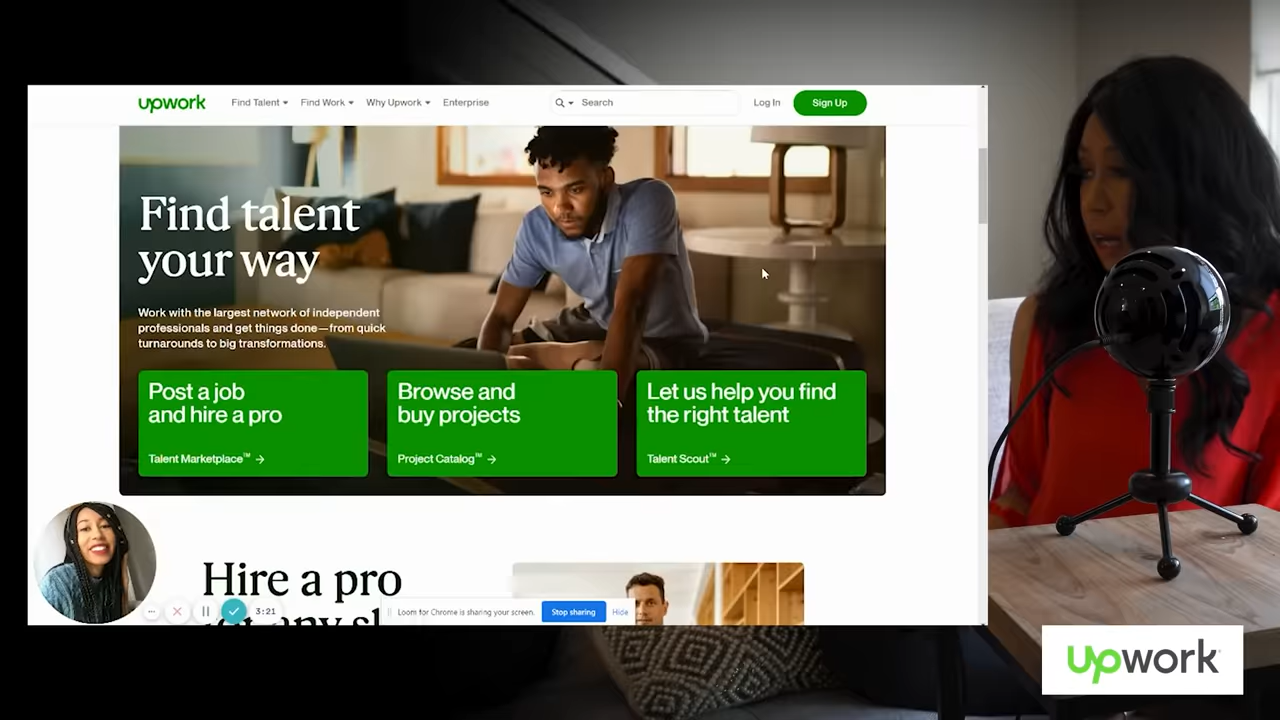 upwork
Find Talent
Find Work
Why Upwork
Enterprise
Search
Log In
Sign Up
Find talent
your way
Work with the largest network of independent
professionals and get things done—from quick
turnarounds to big transformations.
Post a job
and hire a pro
Talent Marketplace™ →
Browse and
buy projects
Project Catalog™ →
Let us help you find
the right talent
Talent Scout™ →
Hire a pro
3:21
Loom for Chrome is sharing your screen.
Stop sharing
Hide
upwork